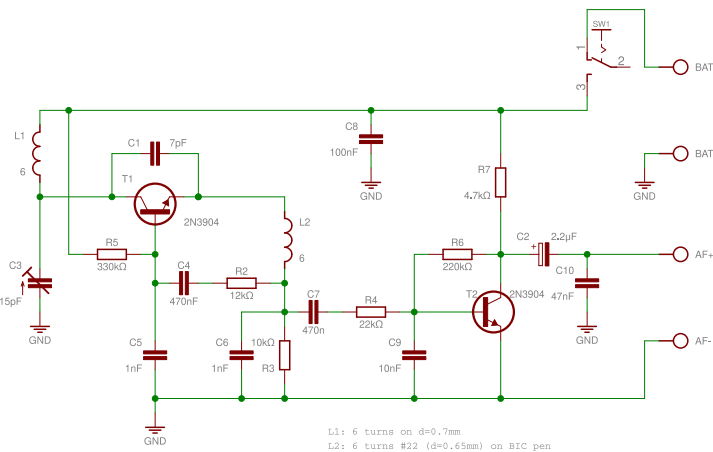 SW1
1
2
BAT
3
L1
C1
7pF
C8
100nF
BAT
6
T1
R7
GND
GND
4.7kΩ
2N3904
L2
C2
2.2µF
+
R5
R6
AF+
330kΩ
6
220kΩ
C3
C4
R2
C10
15pF
470nF
12kΩ
C7
T2
2N3904
47nF
R4
GND
470n
22kΩ
GND
C5
C6
10kΩ
C9
AF-
1nF
1nF
R3
10nF
GND
L1: 6 turns on d=0.7mm
L2: 6 turns #22 (d=0.65mm) on BIC pen